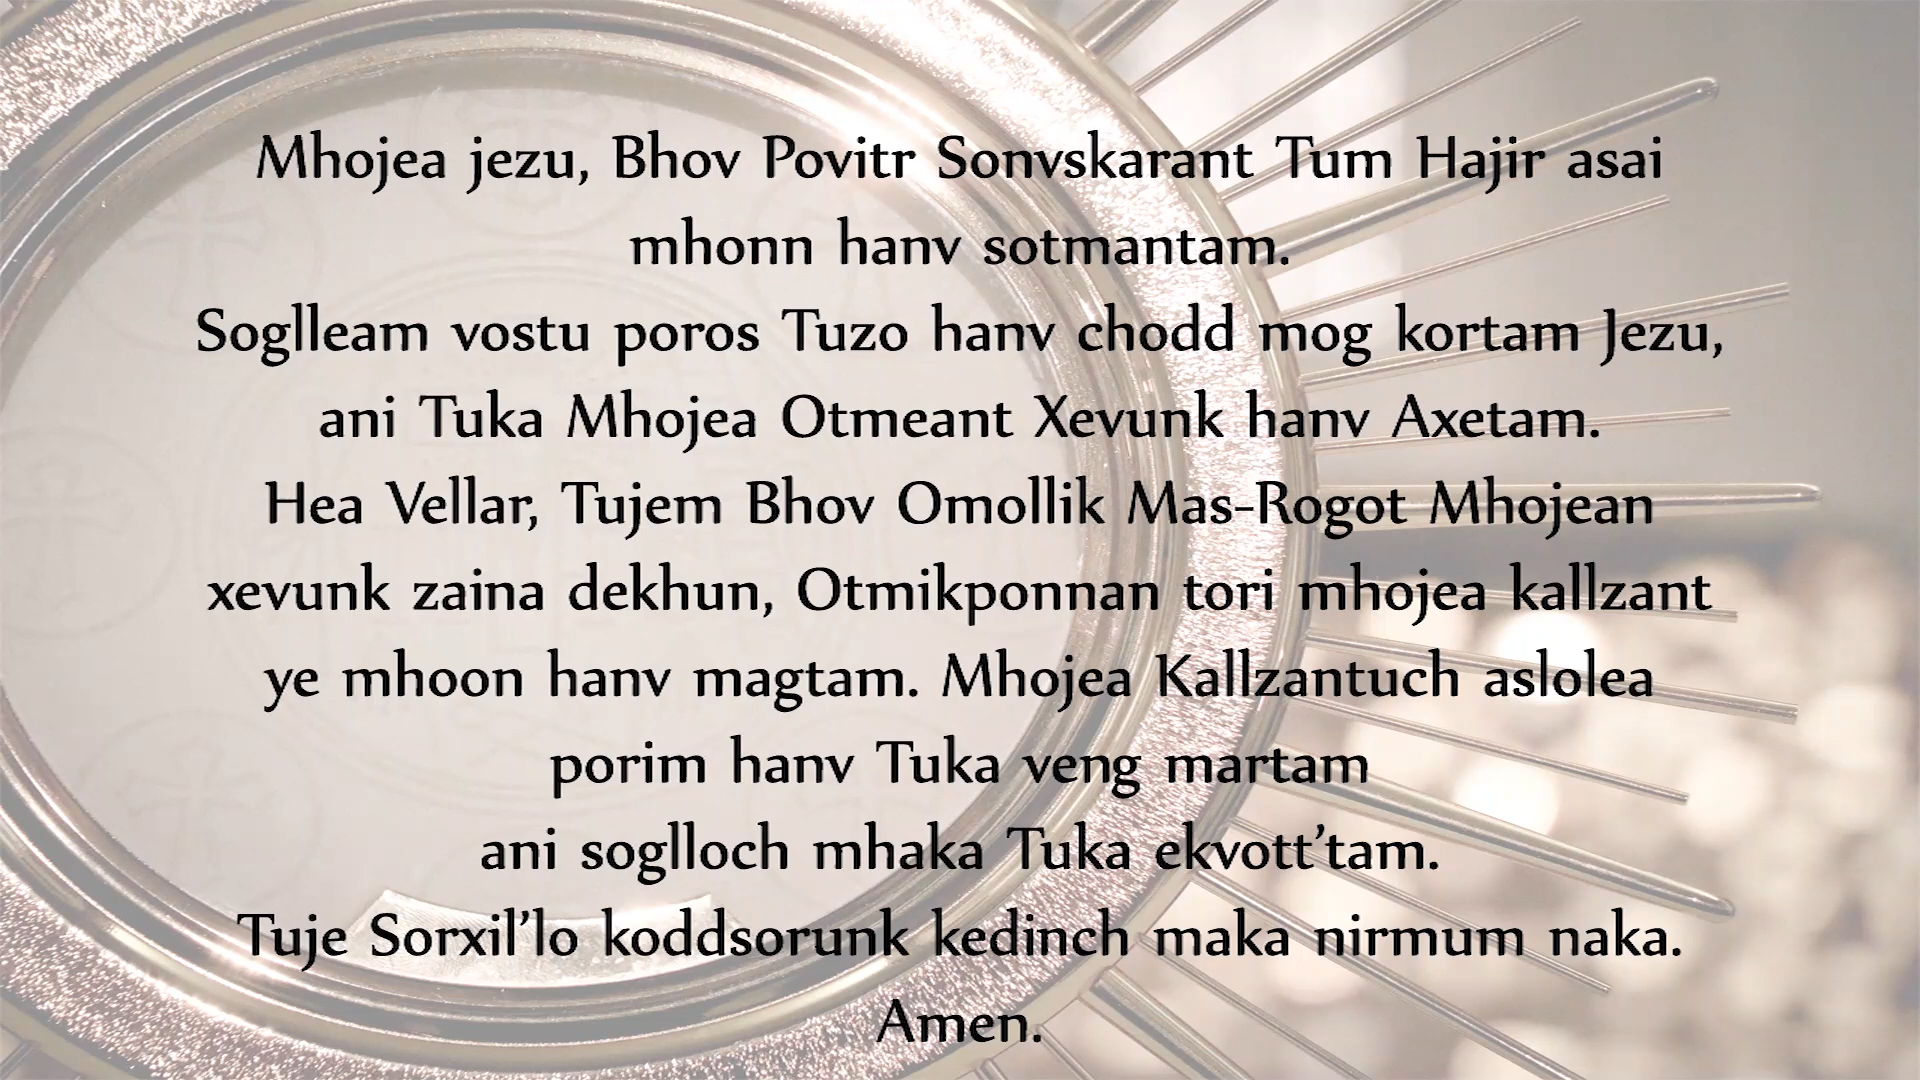 Mhojea jezu, Bhov Povitr Sonvskarant Tum Hajir asai
mhonn hanv sotmantam.
Soglleam vostu poros Tuzo hanv chodd mog kortam Jezu,
ani Tuka Mhojea Otmeant Xevunk hanv Axetam.
Hea Vellar, Tujem Bhov Omollik Mas-Rogot Mhojean
xevunk zaina dekhun, Otmikponnan tori mhojea kallzant
ye mhoon hanv magtam. Mhojea Kallzantuch aslolea
porim hanv Tuka veng martam
ani soglloch mhaka Tuka ekvott’tam.
Tuje Sorxil’lo koddsorunk kedinch maka nirmum naka.
Amen.